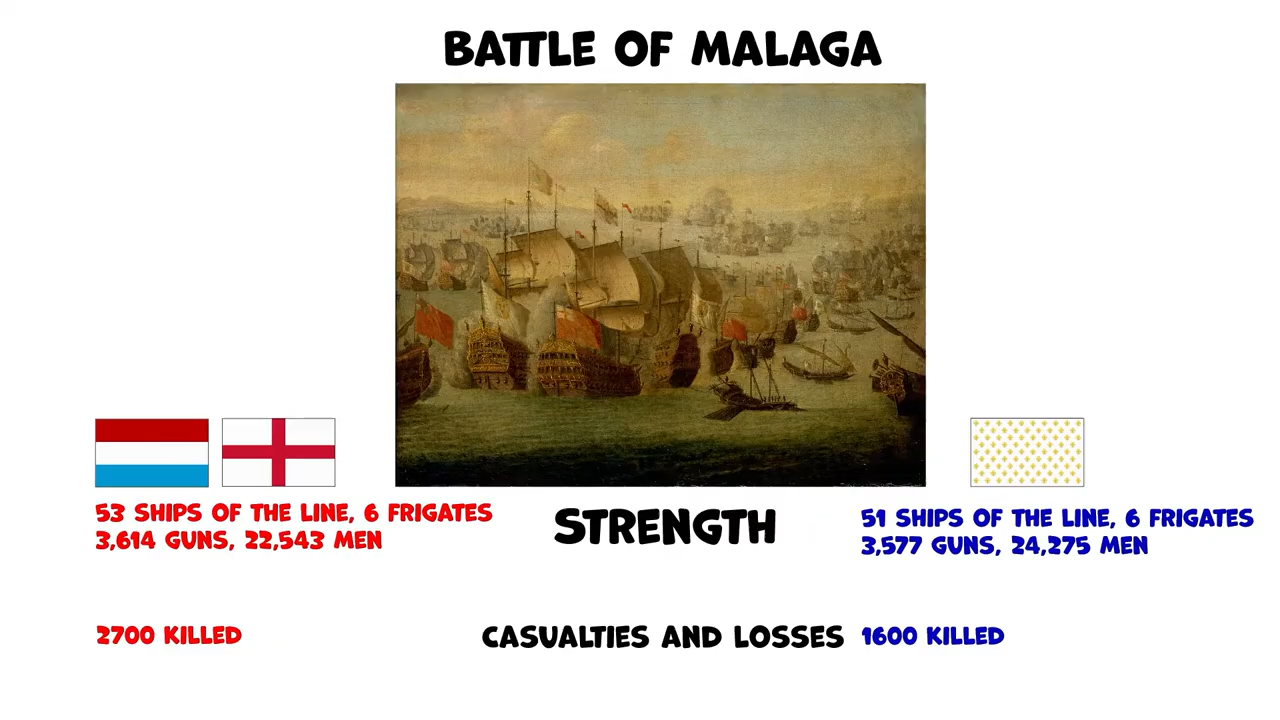 BATTLE OF MALAGA
53 SHIPS OF THE LINE, 6 FRIGATES
3,614 GUNS, 22,543 MEN
STRENGTH
51 SHIPS OF THE LINE, 6 FRIGATES
3,577 GUNS, 24,275 MEN
2700 KILLED
CASUALTIES AND LOSSES
1600 KILLED